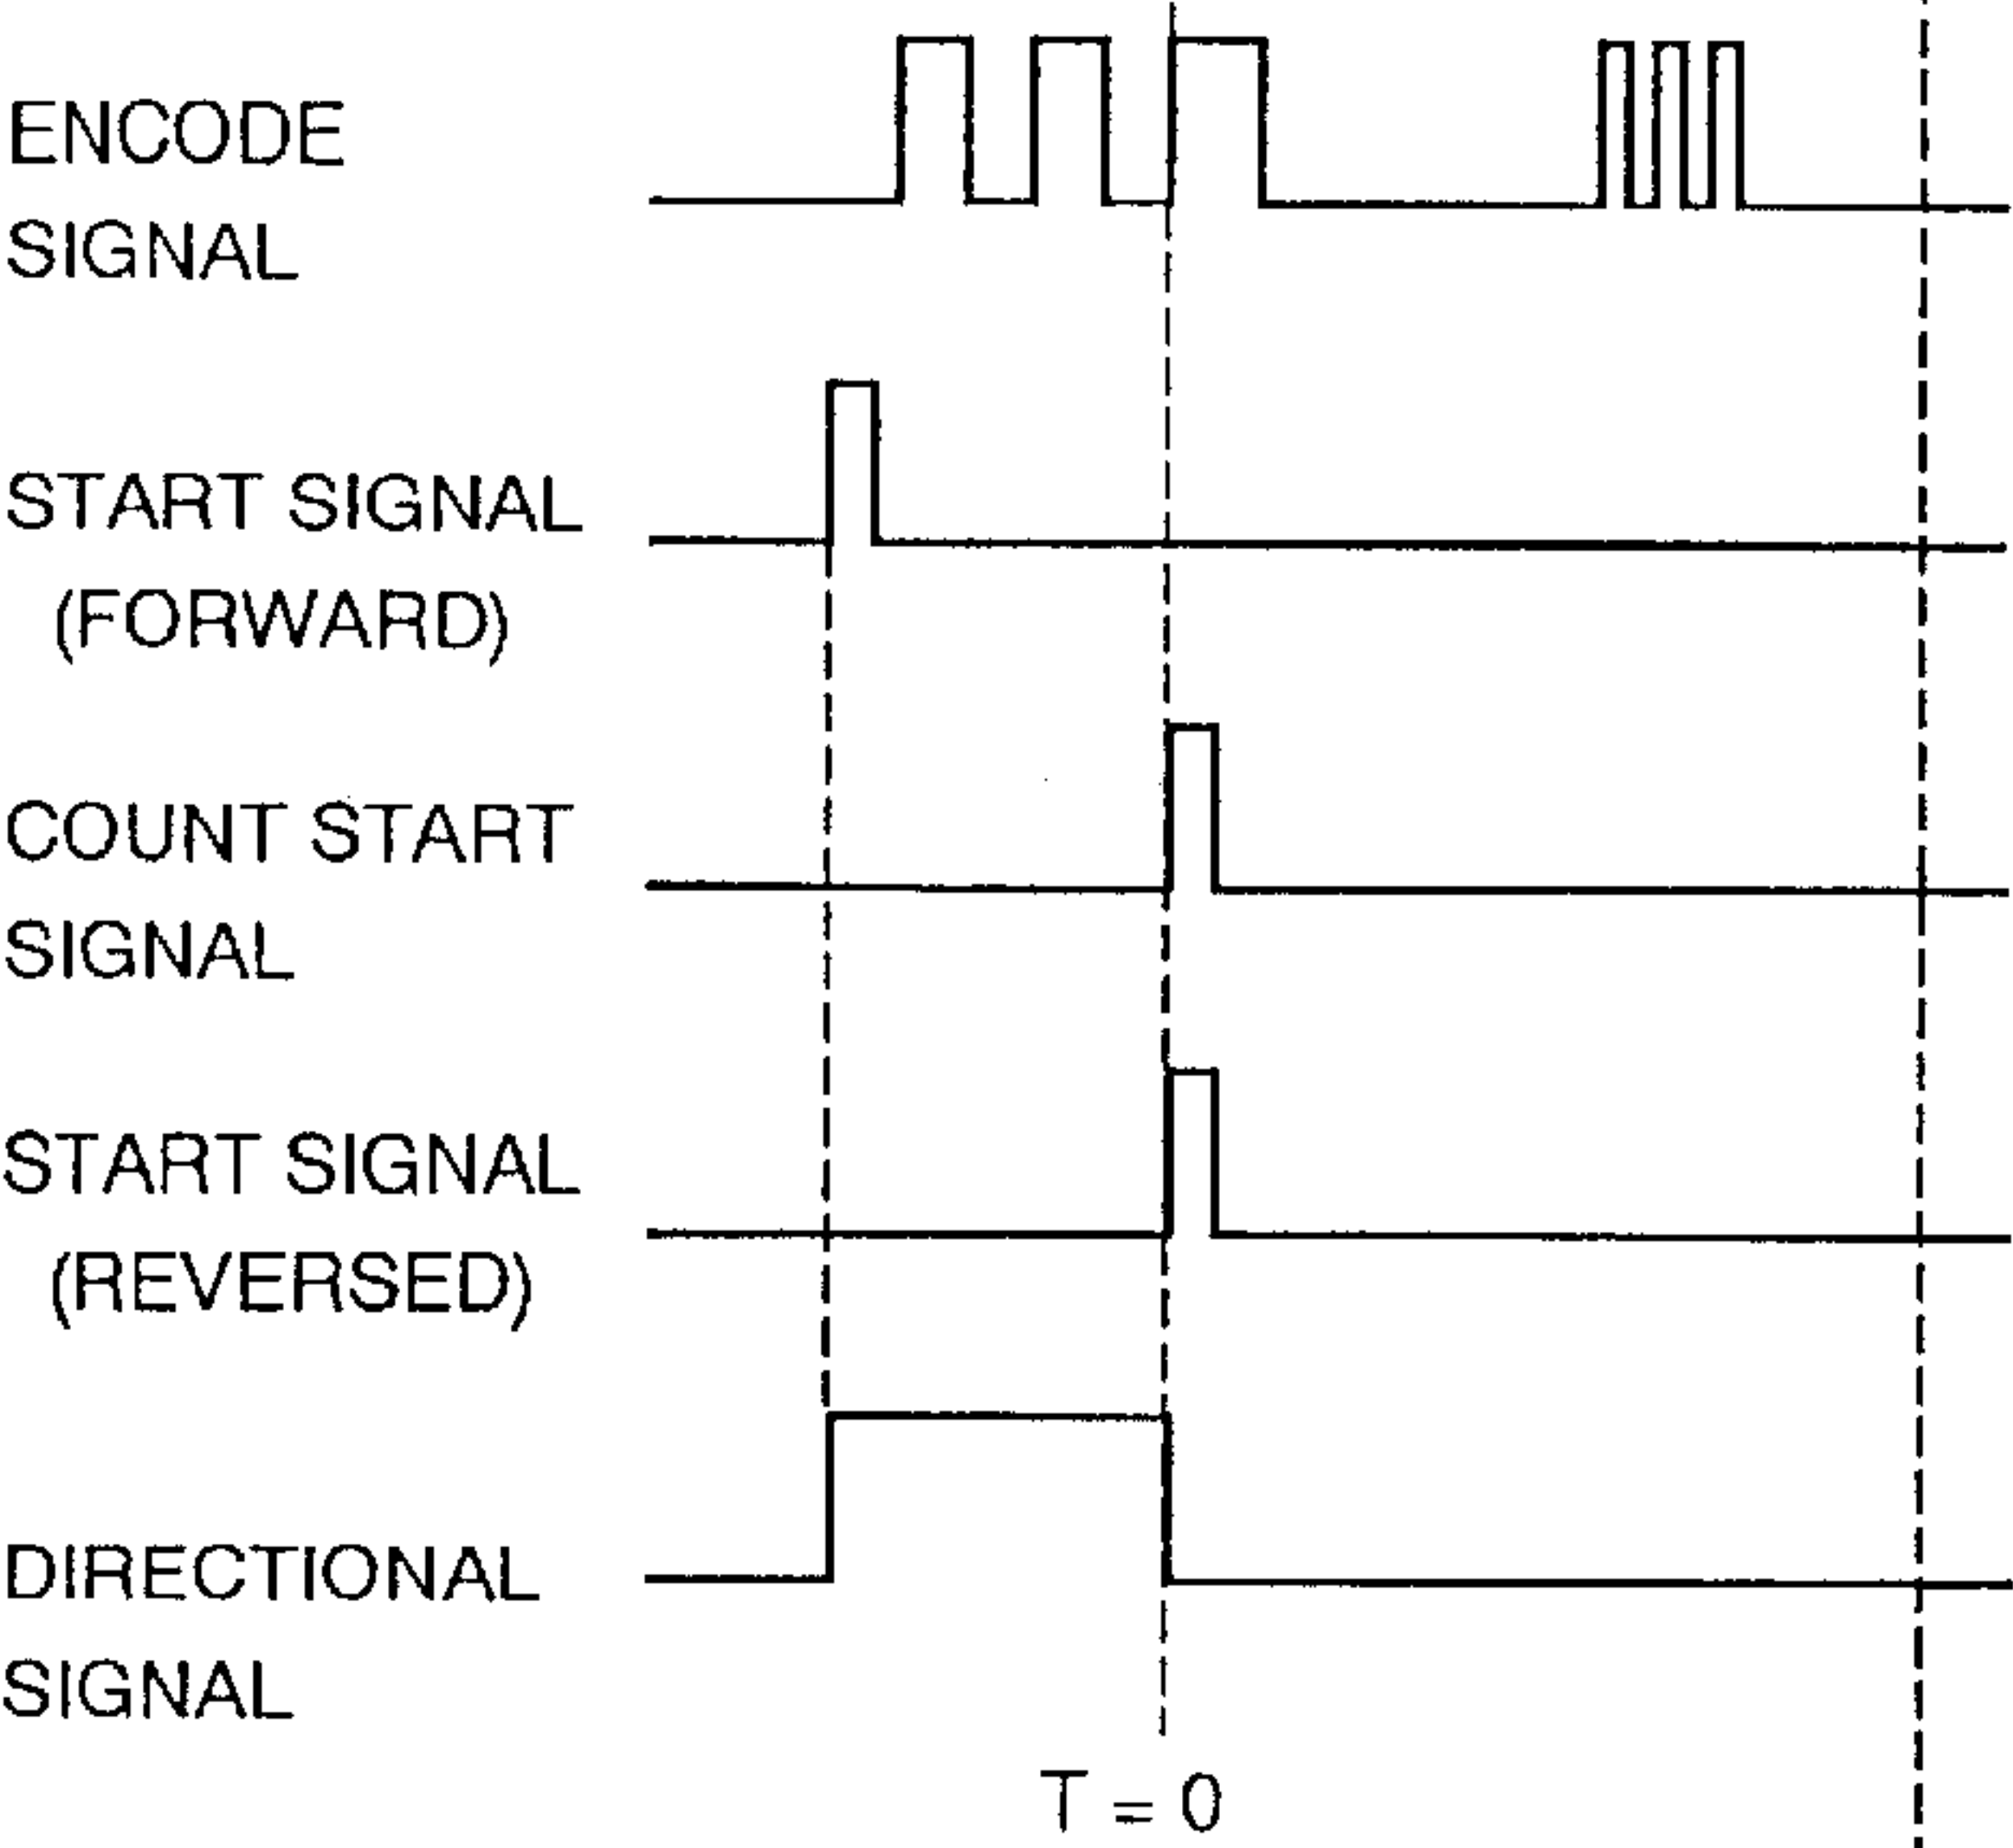 ENCODE
SIGNAL
START SIGNAL
(FORWARD)
COUNT START
SIGNAL
START SIGNAL
(REVERSED)
DIRECTIONAL
SIGNAL
T = 0